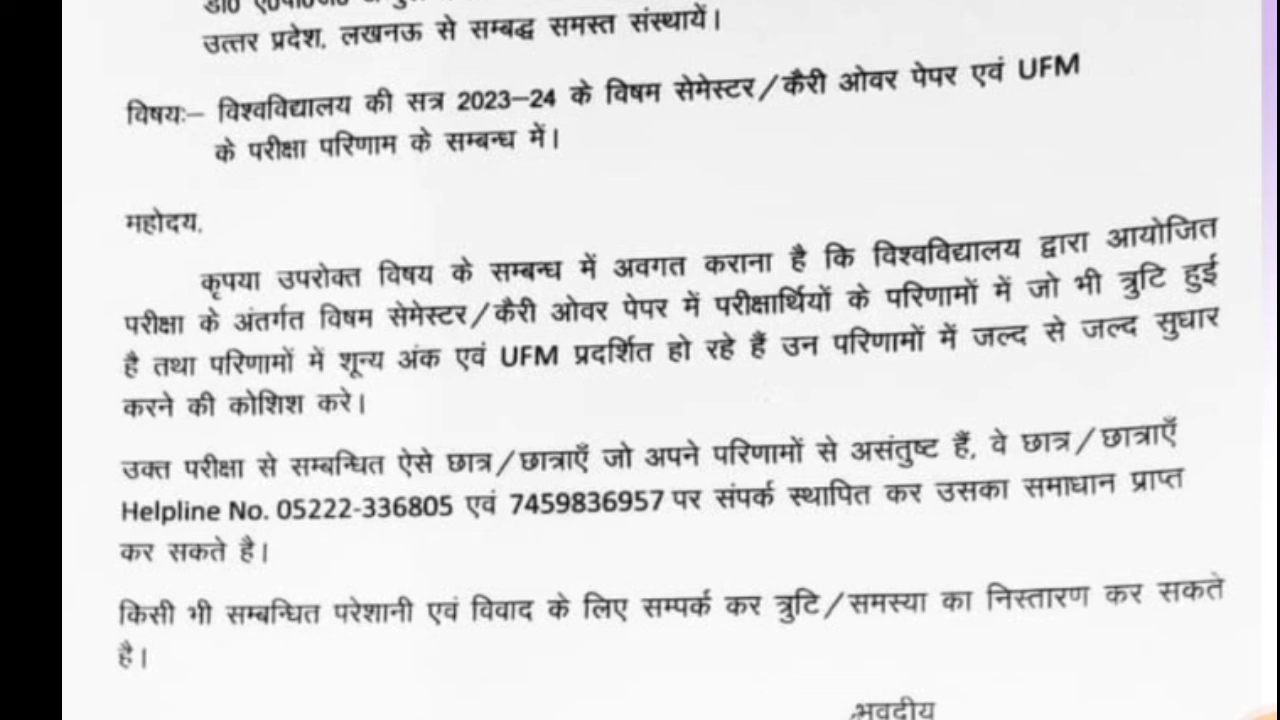 उत्तर प्रदेश, लखनऊ से सम्बद्ध समस्त संस्थायें।
विषयः– विश्वविद्यालय की सत्र 2023–24 के विषम सेमेस्टर/कैरी ओवर पेपर एवं UFM
के परीक्षा परिणाम के सम्बन्ध में।
महोदय,
कृपया उपरोक्त विषय के सम्बन्ध में अवगत कराना है कि विश्वविद्यालय द्वारा आयोजित
परीक्षा के अंतर्गत विषम सेमेस्टर/कैरी ओवर पेपर में परीक्षार्थियों के परिणामों में जो भी त्रुटि हुई
है तथा परिणामों में शून्य अंक एवं UFM प्रदर्शित हो रहे हैं उन परिणामों में जल्द से जल्द सुधार
करने की कोशिश करे।
उक्त परीक्षा से सम्बन्धित ऐसे छात्र/छात्राएँ जो अपने परिणामों से असंतुष्ट हैं, वे छात्र/छात्राएँ
Helpline No. 05222-336805 एवं 7459836957 पर संपर्क स्थापित कर उसका समाधान प्राप्त
कर सकते है।
किसी भी सम्बन्धित परेशानी एवं विवाद के लिए सम्पर्क कर त्रुटि/समस्या का निस्तारण कर सकते
है।
भवदीय